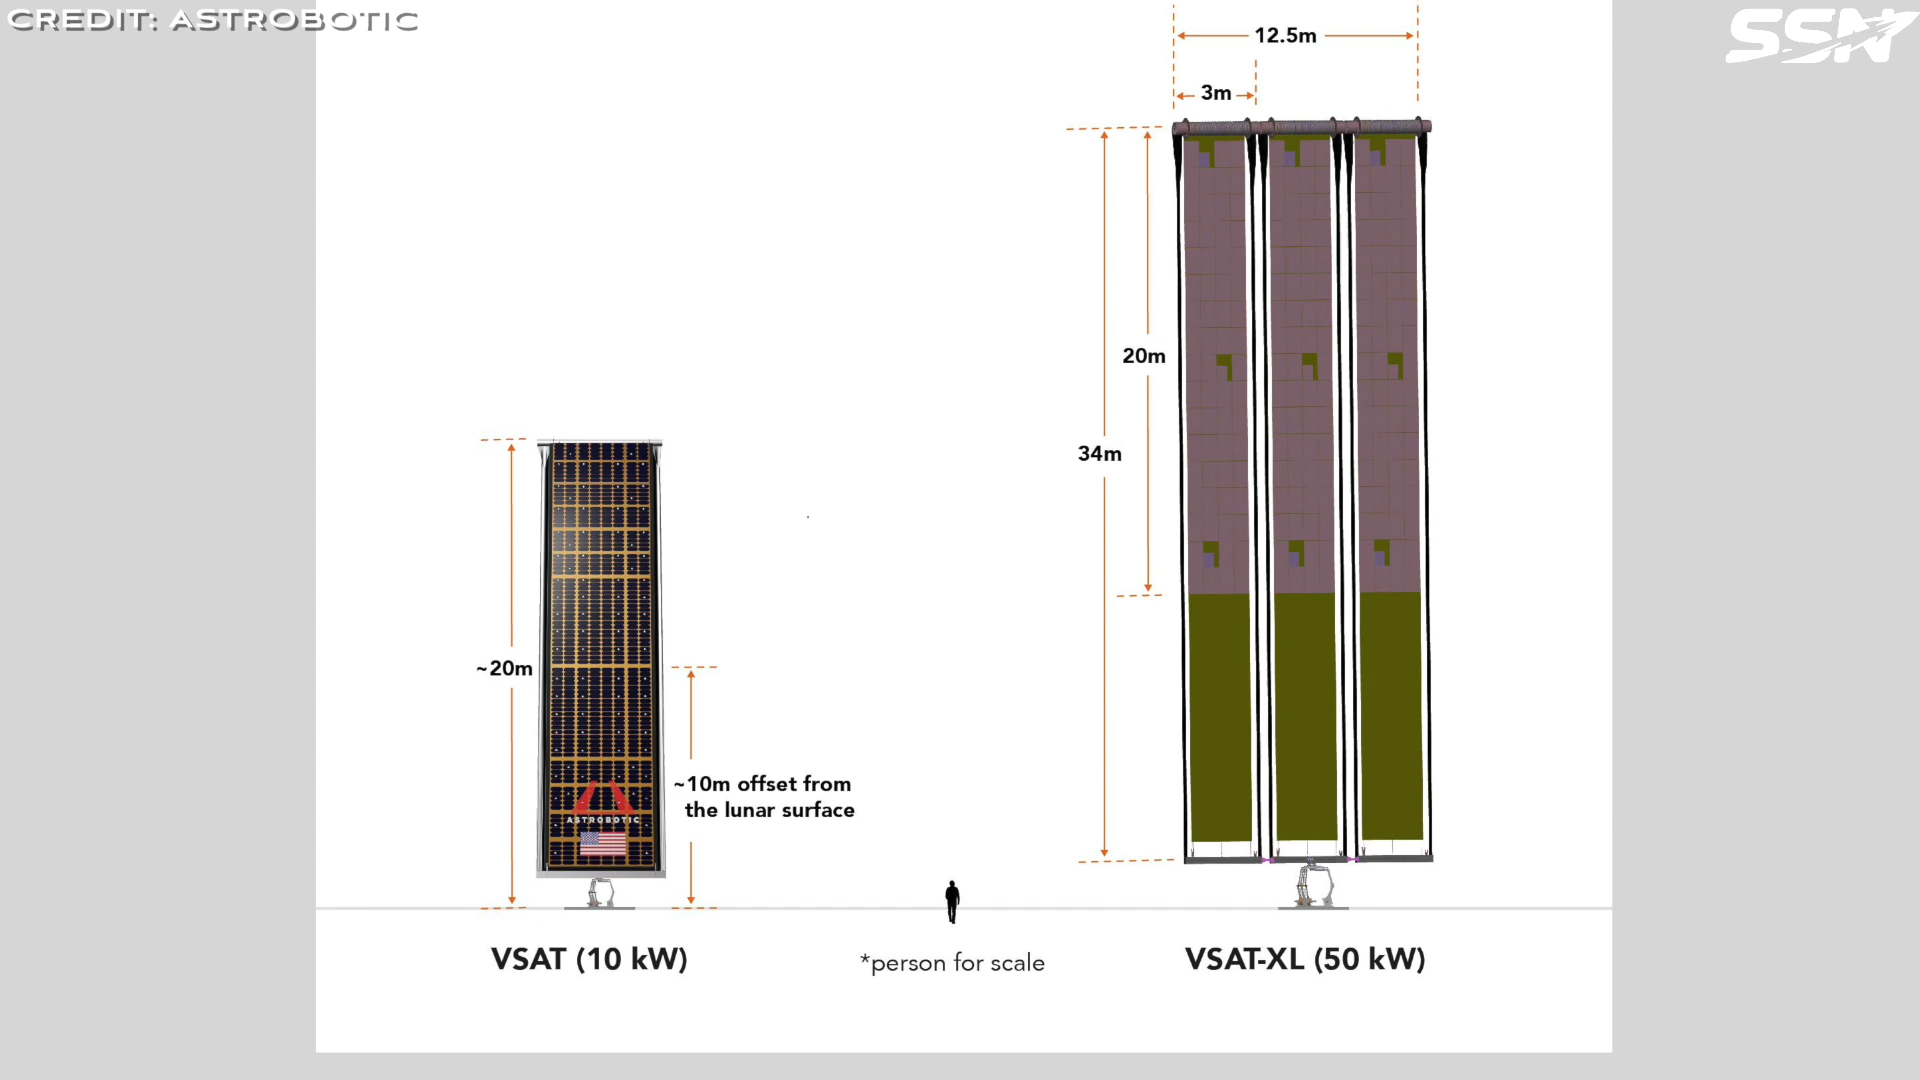 CREDIT: ASTROBOTIC
SSN
12.5m
3m
20m
34m
~20m
~10m offset from
the lunar surface
ASTROBOTIC
VSAT (10 kW)
*person for scale
VSAT-XL (50 kW)